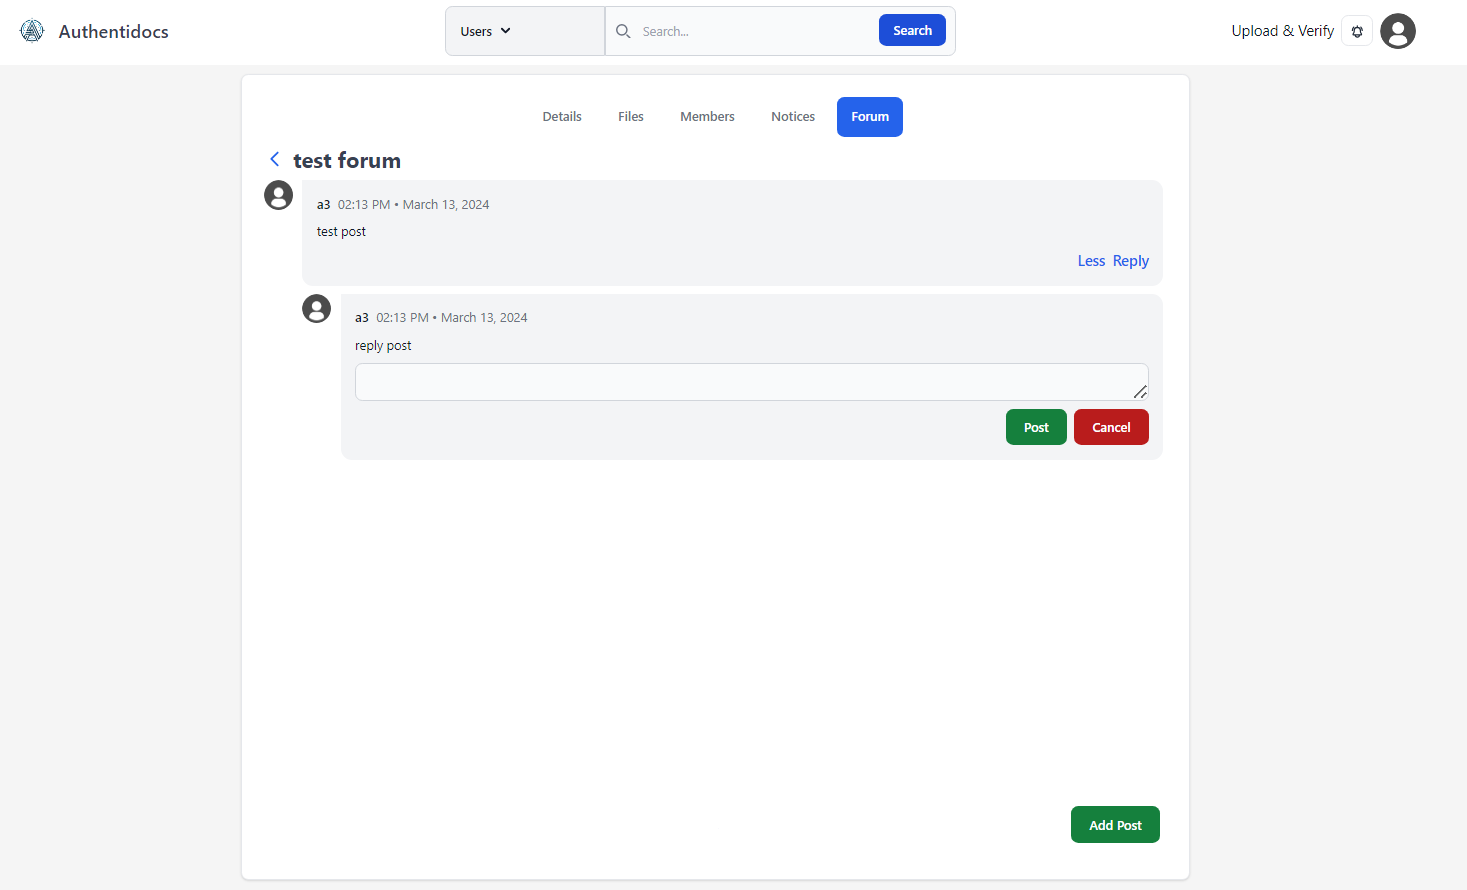 Authentidocs
Users
Search...
Search
Upload & Verify
Details
Files
Members
Notices
Forum
test forum
a3 02:13 PM • March 13, 2024
test post
Less Reply
a3 02:13 PM • March 13, 2024
reply post
Post
Cancel
Add Post